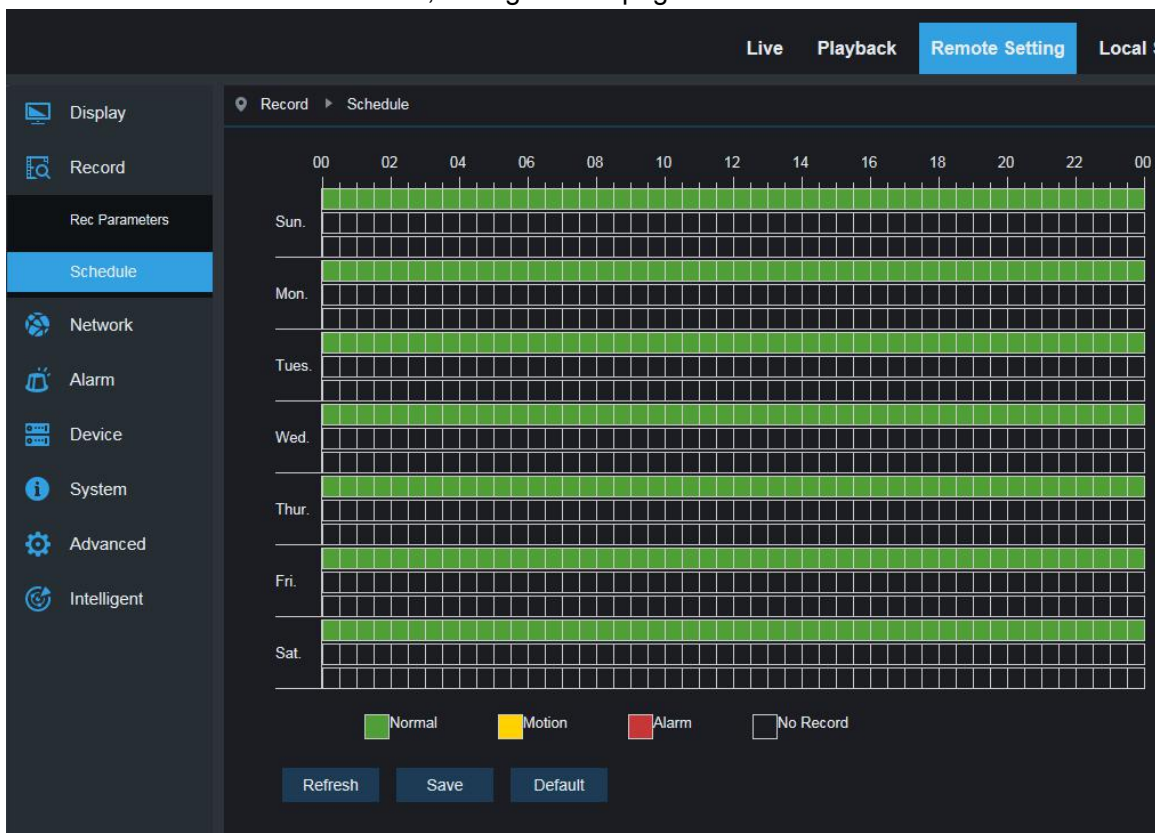 Live Playback Remote Setting Local
Display
Record
Rec Parameters
Schedule
Network
Alarm
Device
System
Advanced
Intelligent
Record Schedule
00 02 04 06 08 10 12 14 16 18 20 22 00
Sun.
Mon.
Tues.
Wed.
Thur.
Fri.
Sat.
Normal Motion Alarm No Record
Refresh Save Default